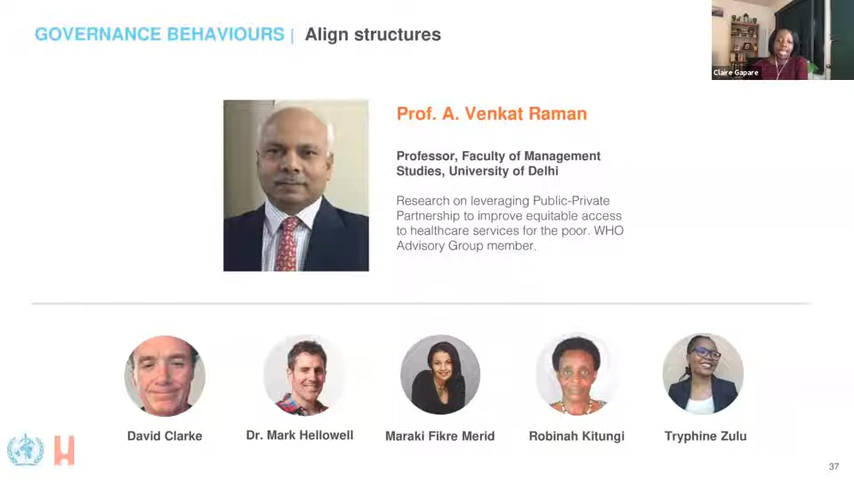 GOVERNANCE BEHAVIOURS | Align structures
Claire Gapare
Prof. A. Venkat Raman
Professor, Faculty of Management
Studies, University of Delhi
Research on leveraging Public-Private
Partnership to improve equitable access
to healthcare services for the poor. WHO
Advisory Group member.
David Clarke
Dr. Mark Hellowell
Maraki Fikre Merid
Robinah Kitungi
Tryphine Zulu
37